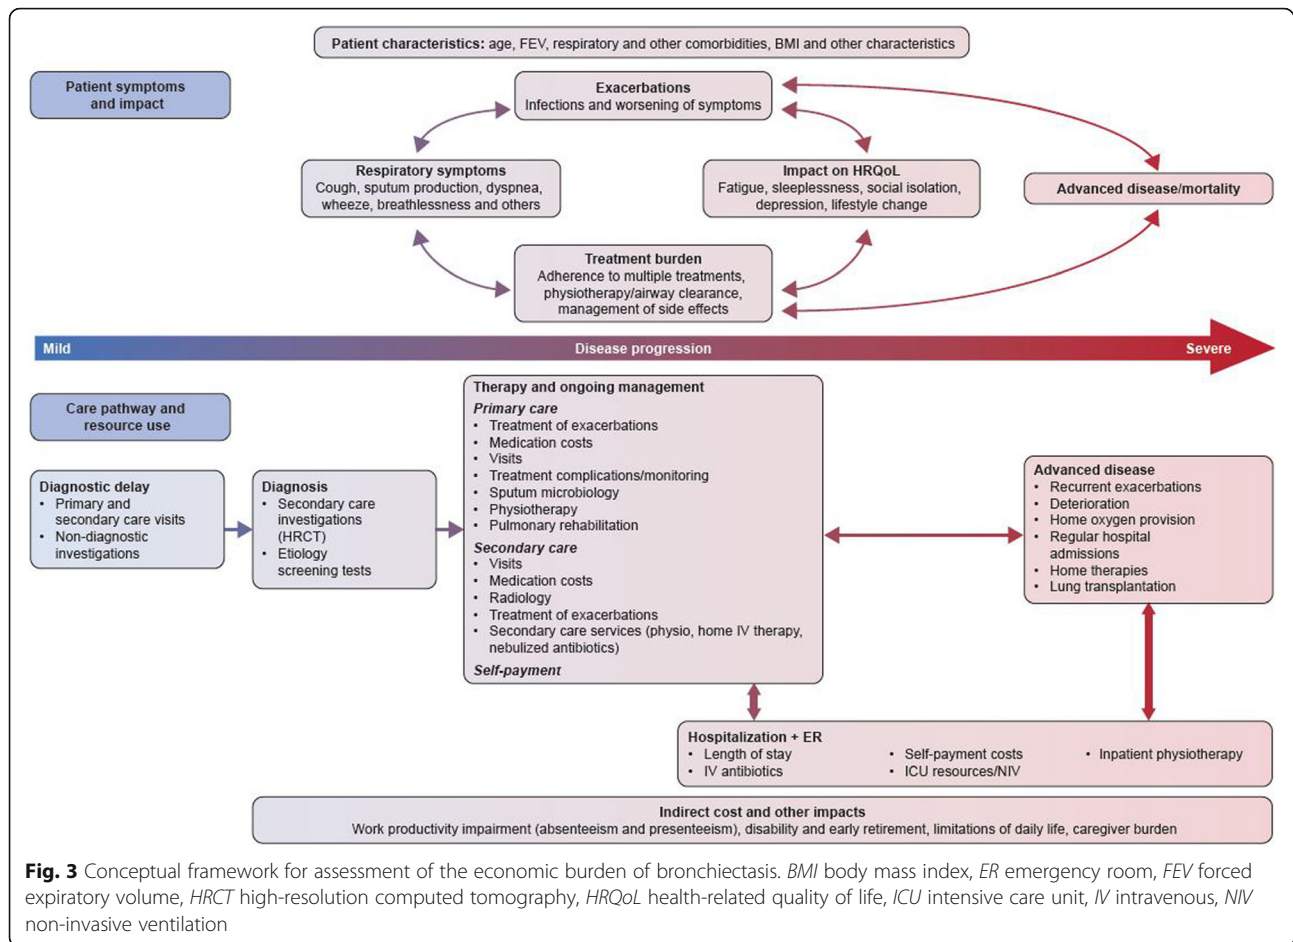 Patient characteristics: age, FEV, respiratory and other comorbidities, BMI and other characteristics
Patient symptoms
and impact
Exacerbations
Infections and worsening of symptoms
Respiratory symptoms
Cough, sputum production, dyspnea,
wheeze, breathlessness and others
Impact on HRQoL
Fatigue, sleeplessness, social isolation,
depression, lifestyle change
Advanced disease/mortality
Treatment burden
Adherence to multiple treatments,
physiotherapy/airway clearance,
management of side effects
Mild Disease progression Severe
Care pathway and
resource use
Diagnostic delay
• Primary and
secondary care visits
• Non-diagnostic
investigations
Diagnosis
• Secondary care
investigations
(HRCT)
• Etiology
screening tests
Therapy and ongoing management
Primary care
• Treatment of exacerbations
• Medication costs
• Visits
• Treatment complications/monitoring
• Sputum microbiology
• Physiotherapy
• Pulmonary rehabilitation
Secondary care
• Visits
• Medication costs
• Radiology
• Treatment of exacerbations
• Secondary care services (physio, home IV therapy,
nebulized antibiotics)
Self-payment
Advanced disease
• Recurrent exacerbations
• Deterioration
• Home oxygen provision
• Regular hospital
admissions
• Home therapies
• Lung transplantation
Hospitalization + ER
• Length of stay
• IV antibiotics
• Self-payment costs
• ICU resources/NIV
• Inpatient physiotherapy
Indirect cost and other impacts
Work productivity impairment (absenteeism and presenteeism), disability and early retirement, limitations of daily life, caregiver burden
Fig. 3 Conceptual framework for assessment of the economic burden of bronchiectasis. BMI body mass index, ER emergency room, FEV forced
expiratory volume, HRCT high-resolution computed tomography, HRQoL health-related quality of life, ICU intensive care unit, IV intravenous, NIV
non-invasive ventilation